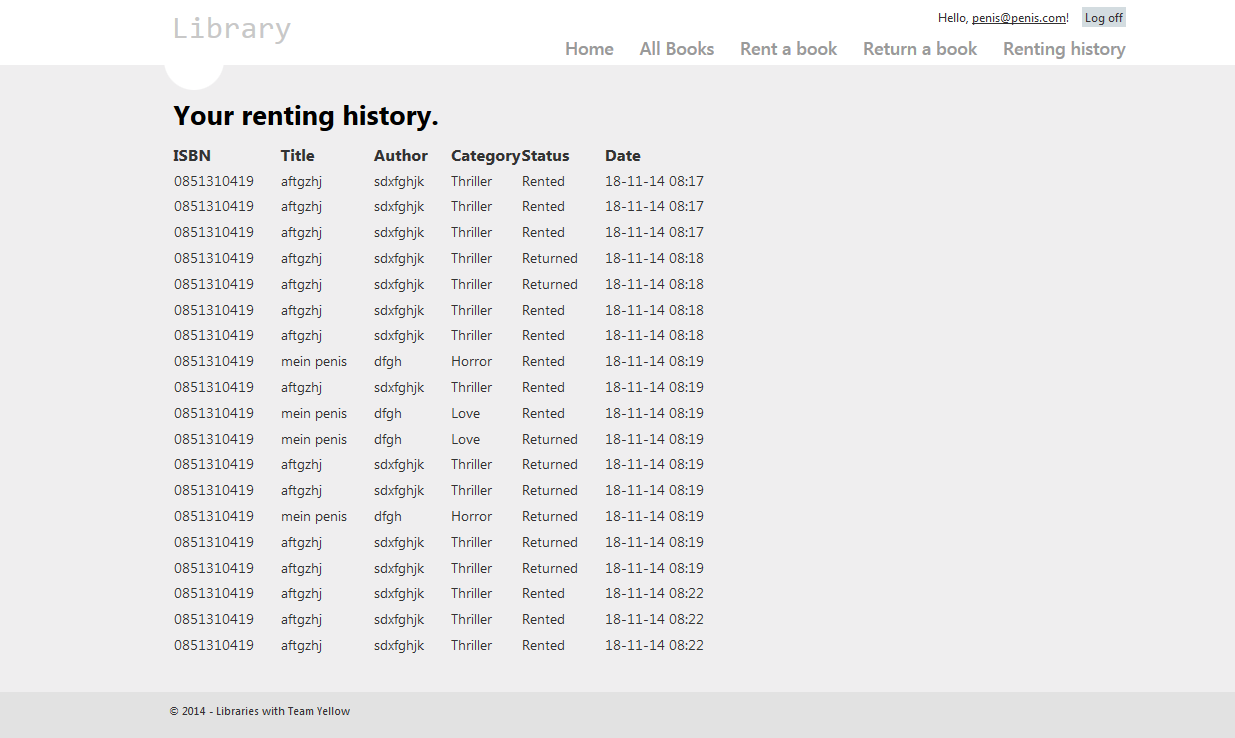 Library
Hello, penis@penis.com! Log off
Home All Books Rent a book Return a book Renting history
Your renting history.
ISBN Title Author Category Status Date
0851310419 aftgzhj sdxfghjk Thriller Rented 18-11-14 08:17
0851310419 aftgzhj sdxfghjk Thriller Rented 18-11-14 08:17
0851310419 aftgzhj sdxfghjk Thriller Rented 18-11-14 08:17
0851310419 aftgzhj sdxfghjk Thriller Returned 18-11-14 08:18
0851310419 aftgzhj sdxfghjk Thriller Returned 18-11-14 08:18
0851310419 aftgzhj sdxfghjk Thriller Rented 18-11-14 08:18
0851310419 aftgzhj sdxfghjk Thriller Rented 18-11-14 08:18
0851310419 mein penis dfgh Horror Rented 18-11-14 08:19
0851310419 aftgzhj sdxfghjk Thriller Rented 18-11-14 08:19
0851310419 mein penis dfgh Love Rented 18-11-14 08:19
0851310419 mein penis dfgh Love Returned 18-11-14 08:19
0851310419 aftgzhj sdxfghjk Thriller Returned 18-11-14 08:19
0851310419 aftgzhj sdxfghjk Thriller Returned 18-11-14 08:19
0851310419 mein penis dfgh Horror Returned 18-11-14 08:19
0851310419 aftgzhj sdxfghjk Thriller Returned 18-11-14 08:19
0851310419 aftgzhj sdxfghjk Thriller Returned 18-11-14 08:19
0851310419 aftgzhj sdxfghjk Thriller Rented 18-11-14 08:22
0851310419 aftgzhj sdxfghjk Thriller Rented 18-11-14 08:22
0851310419 aftgzhj sdxfghjk Thriller Rented 18-11-14 08:22
© 2014 - Libraries with Team Yellow